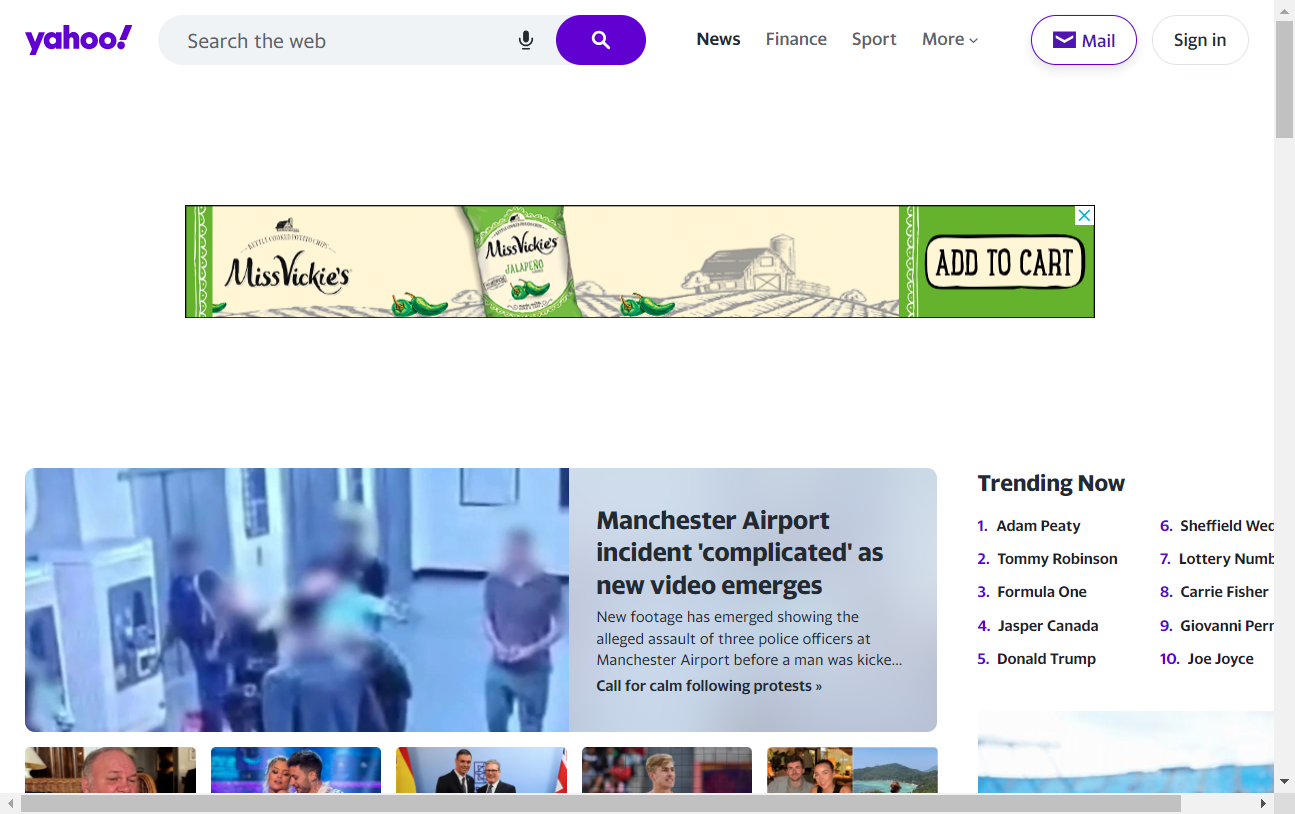 yahoo!
Search the web
News
Finance
Sport
More
Mail
Sign in
KETTLE COOKED POTATO CHIPS
Miss Vickie's
Miss Vickie's
JALAPEÑO
ADD TO CART
Manchester Airport
incident 'complicated' as
new video emerges
New footage has emerged showing the
alleged assault of three police officers at
Manchester Airport before a man was kicke...
Call for calm following protests »
Trending Now
1. Adam Peaty
2. Tommy Robinson
3. Formula One
4. Jasper Canada
5. Donald Trump
6. Sheffield Wed
7. Lottery Numb
8. Carrie Fisher
9. Giovanni Pern
10. Joe Joyce